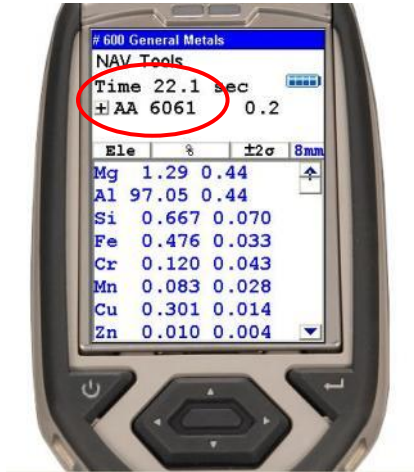 # 600 General Metals
NAV Tools
Time 22.1 sec
+ AA 6061 0.2
Ele % ±2σ 8mm
Mg 1.29 0.44
Al 97.05 0.44
Si 0.667 0.070
Fe 0.476 0.033
Cr 0.120 0.043
Mn 0.083 0.028
Cu 0.301 0.014
Zn 0.010 0.004